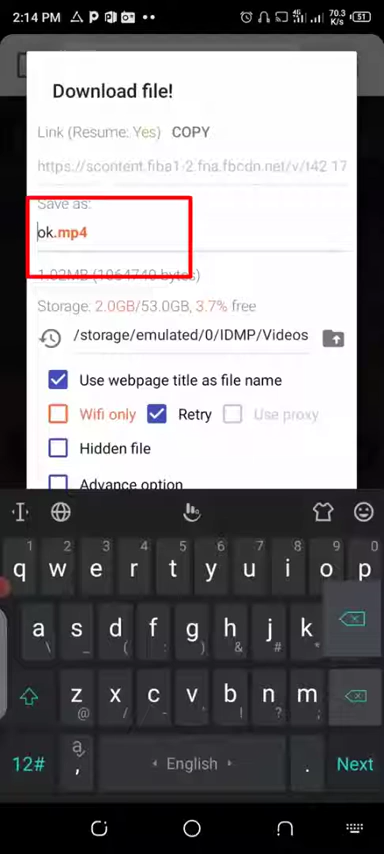 2:14 PM 4G 70.3 K/s 51
Download file!
Link (Resume: Yes) COPY
https://scontent.fiba1-2.fna.fbcdn.net/v/t42.17
Save as:
ok.mp4
1.02MB (1064740 bytes)
Storage: 2.0GB/53.0GB, 3.7% free
/storage/emulated/0/IDMP/Videos
Use webpage title as file name
Wifi only Retry Use proxy
Hidden file
Advance option
1 2 3 4 5 6 7 8 9 0
q w e r t y u i o p
a s d f g h j k
\ _ ( : ) & # *
z x c v b n m
@ / - ' ! ; ?
12# , English . Next